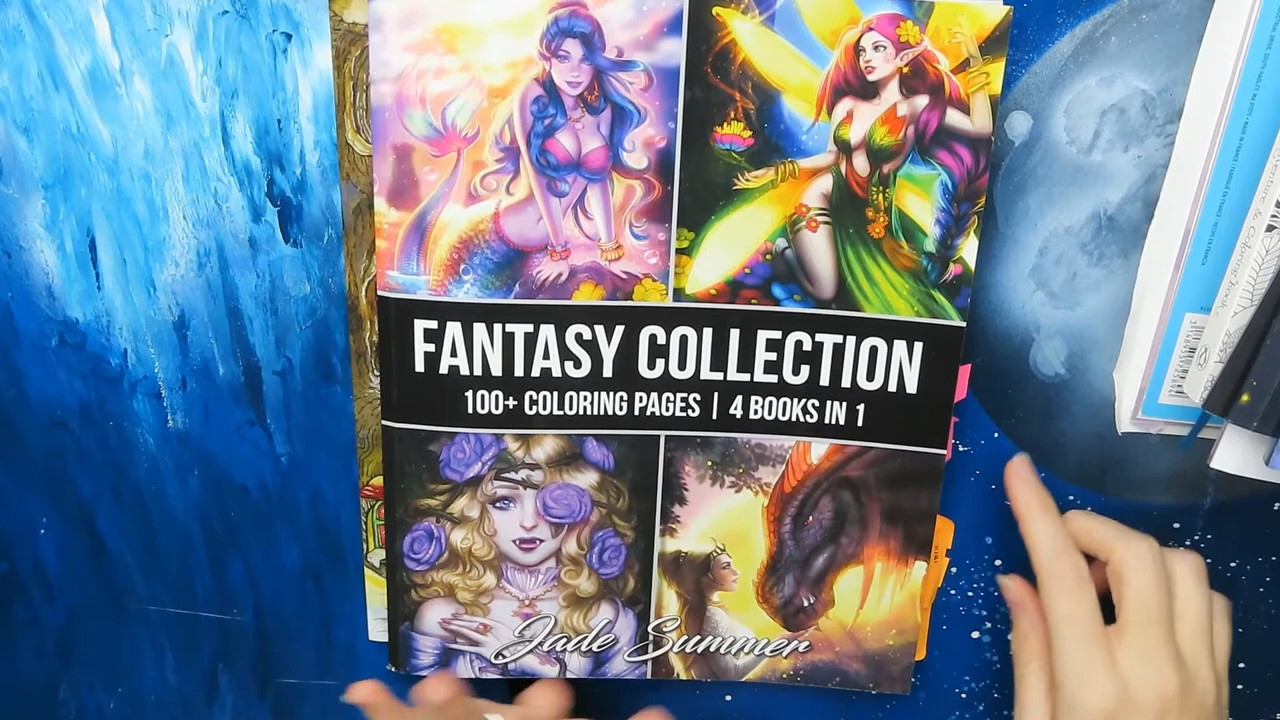 FANTASY COLLECTION
100+ COLORING PAGES | 4 BOOKS IN 1
Jade Summer